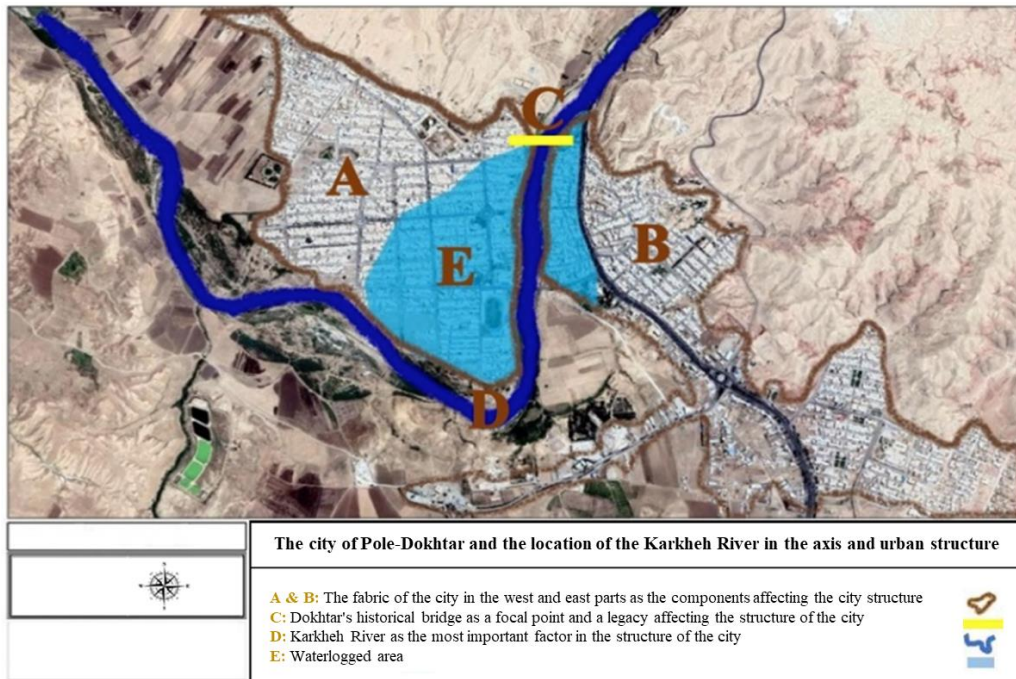 C
A
B
E
D
The city of Pole-Dokhtar and the location of the Karkheh River in the axis and urban structure
A & B: The fabric of the city in the west and east parts as the components affecting the city structure
C: Dokhtar's historical bridge as a focal point and a legacy affecting the structure of the city
D: Karkheh River as the most important factor in the structure of the city
E: Waterlogged area